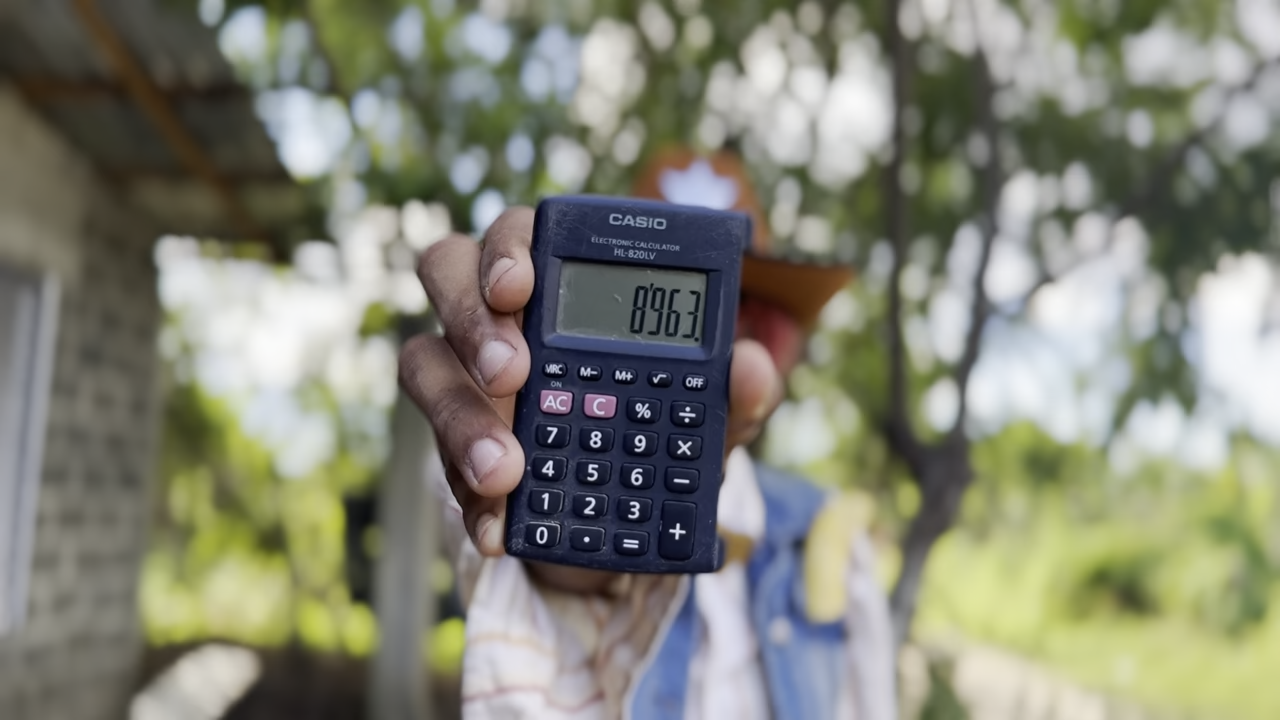 CASIO
ELECTRONIC CALCULATOR
HL-820LV
8'963.
MRC M− M+ √ OFF
ON
AC C % ÷
7 8 9 ×
4 5 6 −
1 2 3
+
0 · =